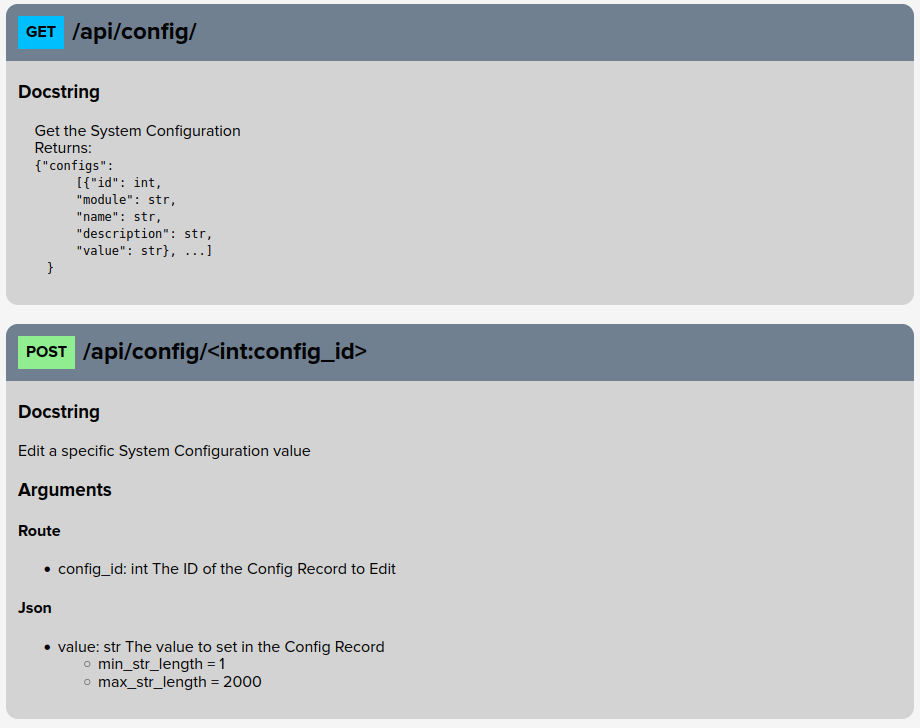 GET /api/config/
Docstring
Get the System Configuration
Returns:
{"configs":
[{"id": int,
"module": str,
"name": str,
"description": str,
"value": str}, ...]
}
POST /api/config/<int:config_id>
Docstring
Edit a specific System Configuration value
Arguments
Route
• config_id: int The ID of the Config Record to Edit
Json
• value: str The value to set in the Config Record
○ min_str_length = 1
○ max_str_length = 2000